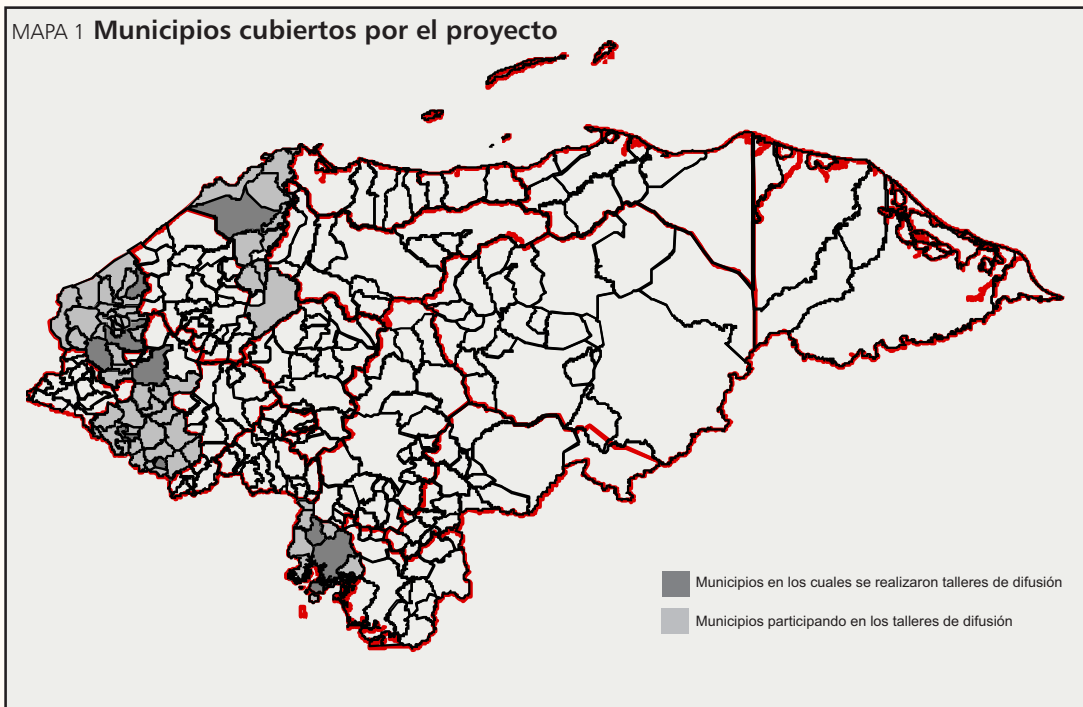 MAPA 1 Municipios cubiertos por el proyecto
Municipios en los cuales se realizaron talleres de difusión
Municipios participando en los talleres de difusión